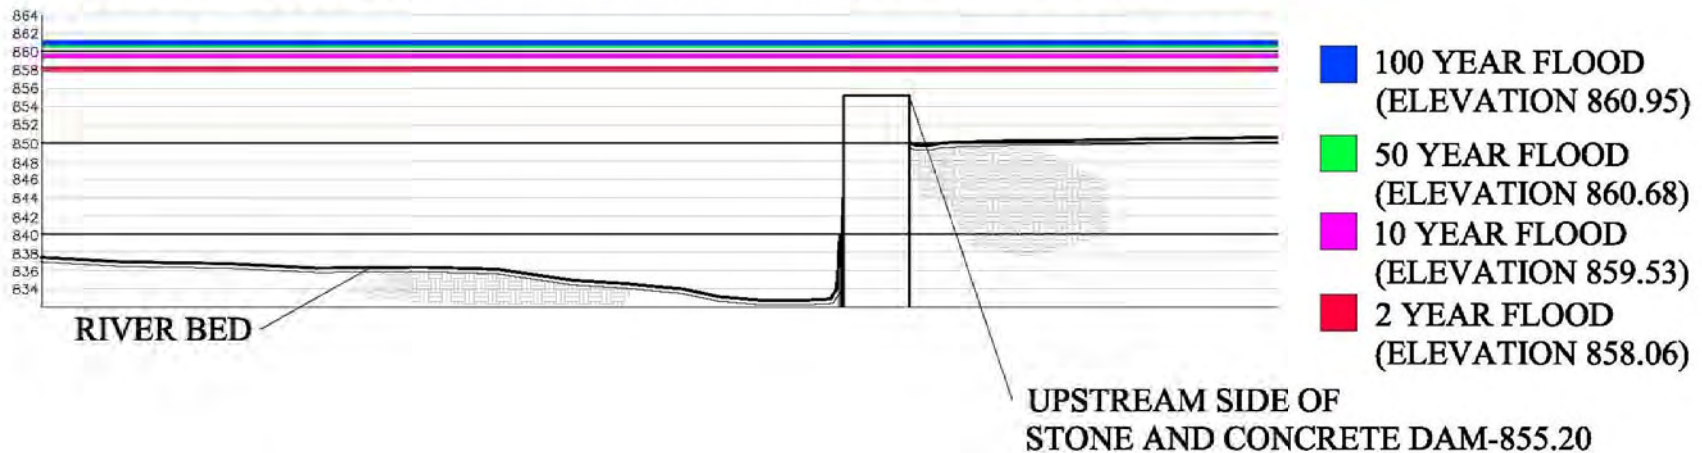 864
862
860
858
856
854
852
850
848
846
844
842
840
838
836
834
RIVER BED
100 YEAR FLOOD
(ELEVATION 860.95)
50 YEAR FLOOD
(ELEVATION 860.68)
10 YEAR FLOOD
(ELEVATION 859.53)
2 YEAR FLOOD
(ELEVATION 858.06)
UPSTREAM SIDE OF
STONE AND CONCRETE DAM-855.20